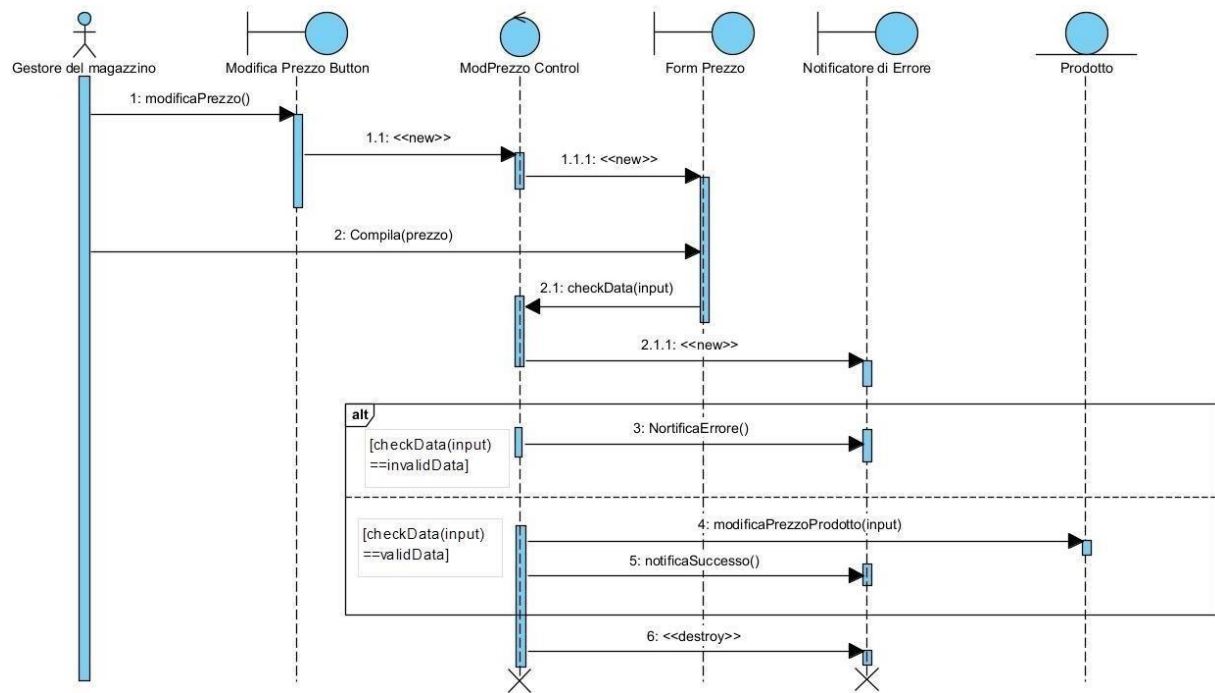 Gestore del magazzino
Modifica Prezzo Button
ModPrezzo Control
Form Prezzo
Notificatore di Errore
Prodotto
1: modificaPrezzo()
1.1: <<new>>
1.1.1: <<new>>
2: Compila(prezzo)
2.1: checkData(input)
2.1.1: <<new>>
alt
[checkData(input)
==invalidData]
3: NortificaErrore()
[checkData(input)
==validData]
4: modificaPrezzoProdotto(input)
5: notificaSuccesso()
6: <<destroy>>